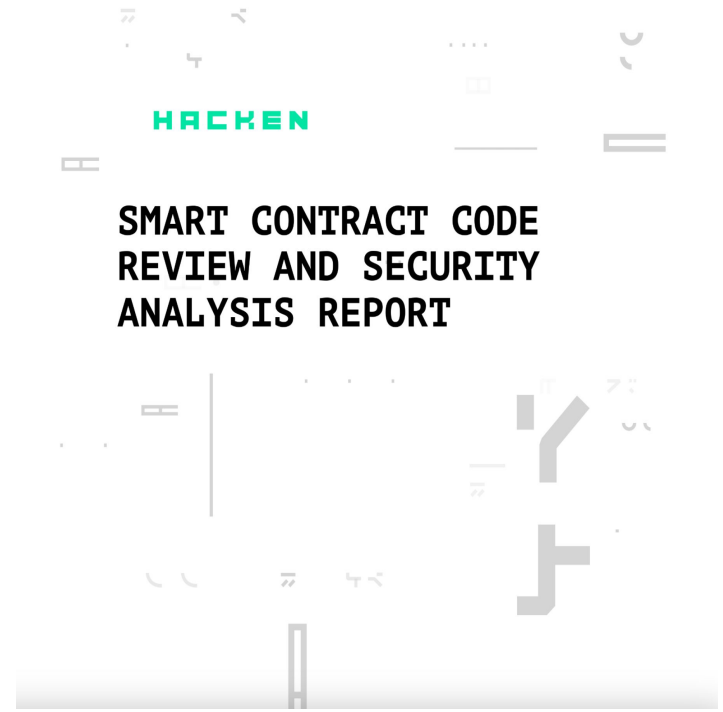 HACKEN
SMART CONTRACT CODE
REVIEW AND SECURITY
ANALYSIS REPORT